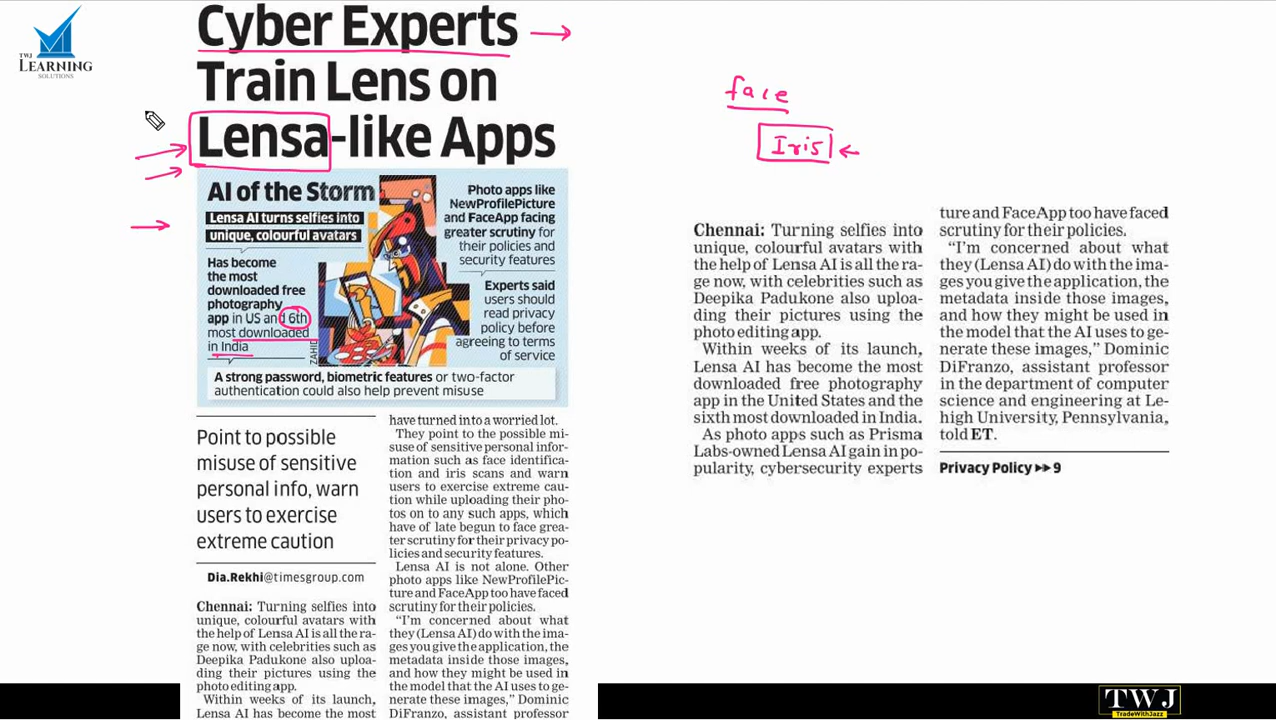 TWJ
LEARNING
SOLUTIONS
Cyber Experts
Train Lens on
Lensa-like Apps
AI of the Storm
Lensa AI turns selfies into
unique, colourful avatars
Has become
the most
downloaded free
photography
app in US and 6th
most downloaded
in India
Photo apps like
NewProfilePicture
and FaceApp facing
greater scrutiny for
their policies and
security features
Experts said
users should
read privacy
policy before
agreeing to terms
of service
ZAHID
A strong password, biometric features or two-factor
authentication could also help prevent misuse
Point to possible
misuse of sensitive
personal info, warn
users to exercise
extreme caution
Dia.Rekhi@timesgroup.com
Chennai: Turning selfies into
unique, colourful avatars with
the help of Lensa AI is all the ra-
ge now, with celebrities such as
Deepika Padukone also uploa-
ding their pictures using the
photo editing app.
Within weeks of its launch,
Lensa AI has become the most
have turned into a worried lot.
They point to the possible mi-
suse of sensitive personal infor-
mation such as face identifica-
tion and iris scans and warn
users to exercise extreme cau-
tion while uploading their pho-
tos on to any such apps, which
have of late begun to face grea-
ter scrutiny for their privacy po-
licies and security features.
Lensa AI is not alone. Other
photo apps like NewProfilePic-
ture and FaceApp too have faced
scrutiny for their policies.
“I’m concerned about what
they (Lensa AI) do with the ima-
ges you give the application, the
metadata inside those images,
and how they might be used in
the model that the AI uses to ge-
nerate these images,” Dominic
DiFranzo, assistant professor
face
Iris
Chennai: Turning selfies into
unique, colourful avatars with
the help of Lensa AI is all the ra-
ge now, with celebrities such as
Deepika Padukone also uploa-
ding their pictures using the
photo editing app.
Within weeks of its launch,
Lensa AI has become the most
downloaded free photography
app in the United States and the
sixth most downloaded in India.
As photo apps such as Prisma
Labs-owned Lensa AI gain in po-
pularity, cybersecurity experts
ture and FaceApp too have faced
scrutiny for their policies.
“I’m concerned about what
they (Lensa AI) do with the ima-
ges you give the application, the
metadata inside those images,
and how they might be used in
the model that the AI uses to ge-
nerate these images,” Dominic
DiFranzo, assistant professor
in the department of computer
science and engineering at Le-
high University, Pennsylvania,
told ET.
Privacy Policy ▸▸ 9
TWJ
TradeWithJazz